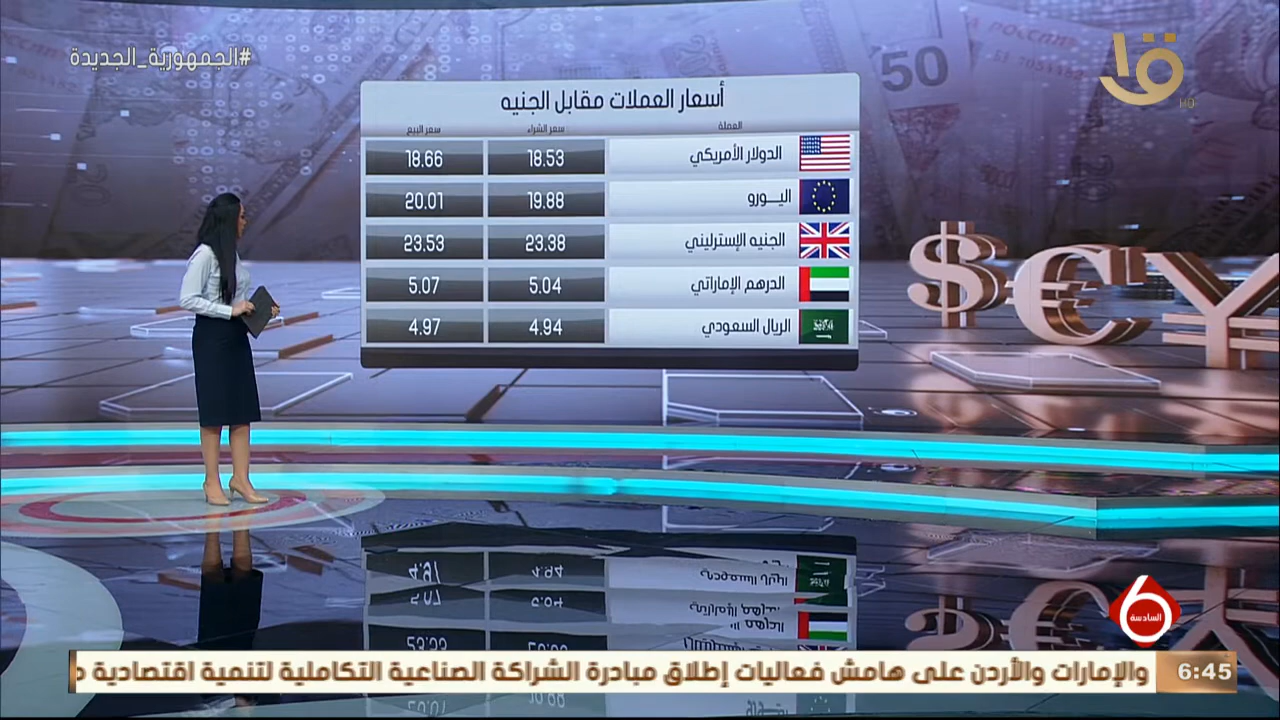 #الجمهورية_الجديدة
50
HD
أسعار العملات مقابل الجنيه
العملة سعر الشراء سعر البيع
الدولار الأمريكي 18.53 18.66
اليـورو 19.88 20.01
الجنيه الإسترليني 23.38 23.53
الدرهم الإماراتي 5.04 5.07
الريال السعودي 4.94 4.97
$€¥
6
السادسة
6:45 والإمارات والأردن على هامش فعاليات إطلاق مبادرة الشراكة الصناعية التكاملية لتنمية اقتصادية